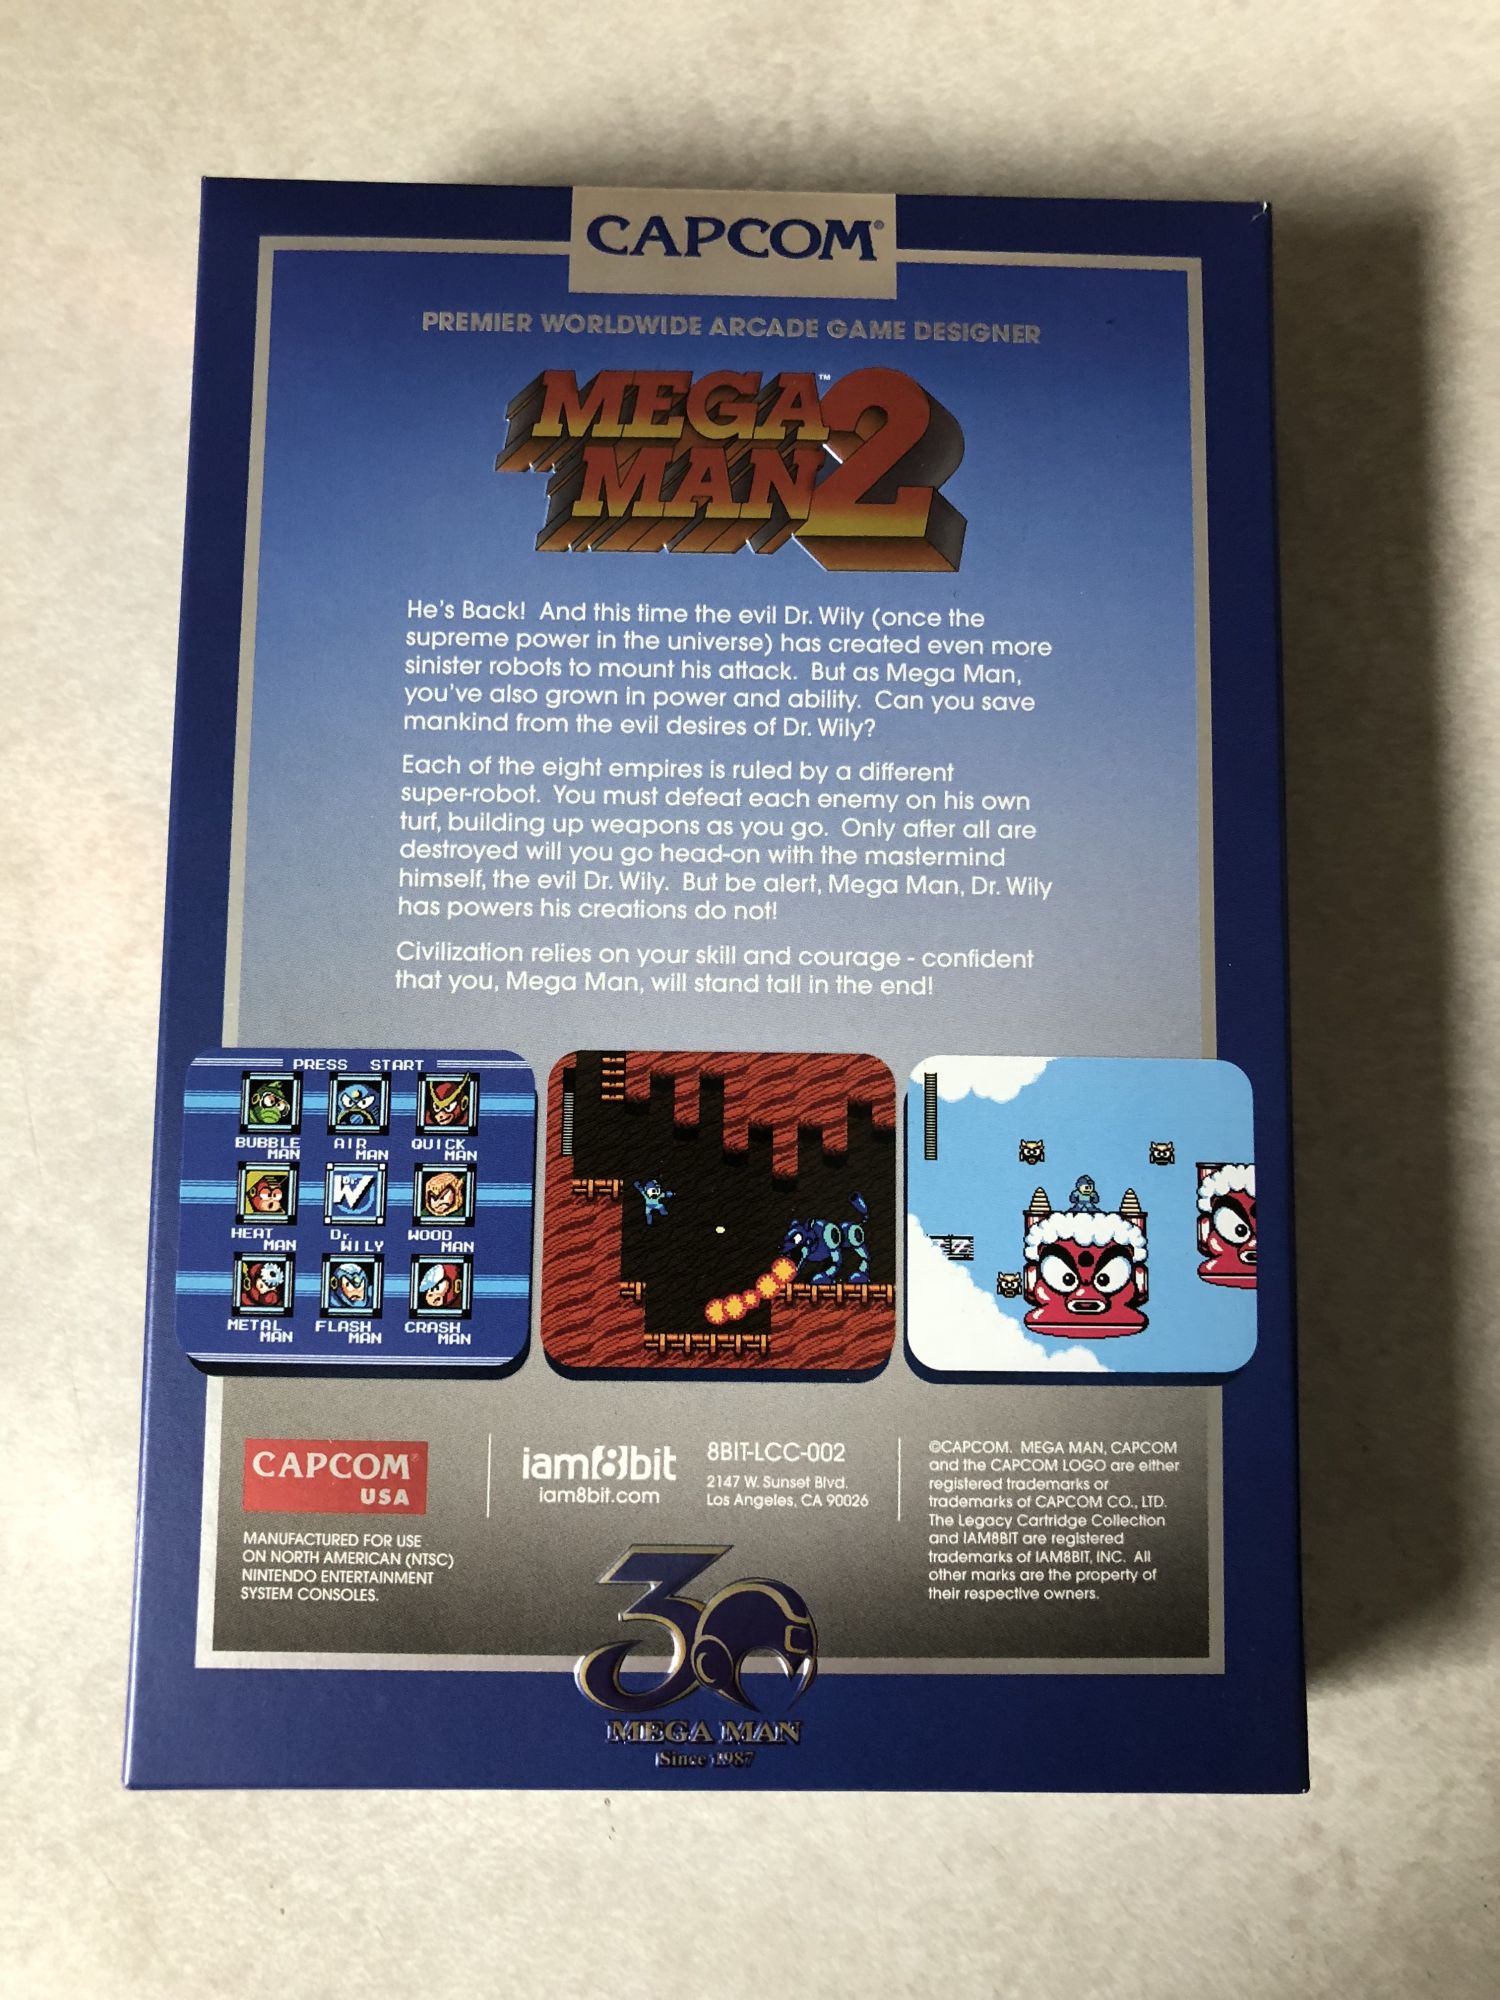 CAPCOM®
PREMIER WORLDWIDE ARCADE GAME DESIGNER
MEGA™
MAN 2
He's Back! And this time the evil Dr. Wily (once the
supreme power in the universe) has created even more
sinister robots to mount his attack. But as Mega Man,
you've also grown in power and ability. Can you save
mankind from the evil desires of Dr. Wily?
Each of the eight empires is ruled by a different
super-robot. You must defeat each enemy on his own
turf, building up weapons as you go. Only after all are
destroyed will you go head-on with the mastermind
himself, the evil Dr. Wily. But be alert, Mega Man, Dr. Wily
has powers his creations do not!
Civilization relies on your skill and courage - confident
that you, Mega Man, will stand tall in the end!
PRESS START
BUBBLE MAN AIR MAN QUICK MAN
Dr. W
HEAT MAN Dr. WILY WOOD MAN
METAL MAN FLASH MAN CRASH MAN
CAPCOM®
USA
MANUFACTURED FOR USE
ON NORTH AMERICAN (NTSC)
NINTENDO ENTERTAINMENT
SYSTEM CONSOLES.
iam8bit
iam8bit.com
8BIT-LCC-002
2147 W. Sunset Blvd.
Los Angeles, CA 90026
©CAPCOM. MEGA MAN, CAPCOM
and the CAPCOM LOGO are either
registered trademarks or
trademarks of CAPCOM CO., LTD.
The Legacy Cartridge Collection
and IAM8BIT are registered
trademarks of IAM8BIT, INC. All
other marks are the property of
their respective owners.
30
MEGA MAN
Since 1987